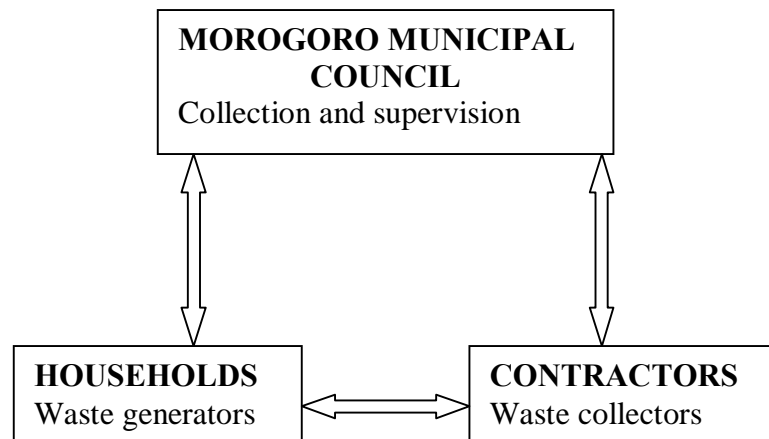 MOROGORO MUNICIPAL
COUNCIL
Collection and supervision
HOUSEHOLDS
Waste generators
CONTRACTORS
Waste collectors